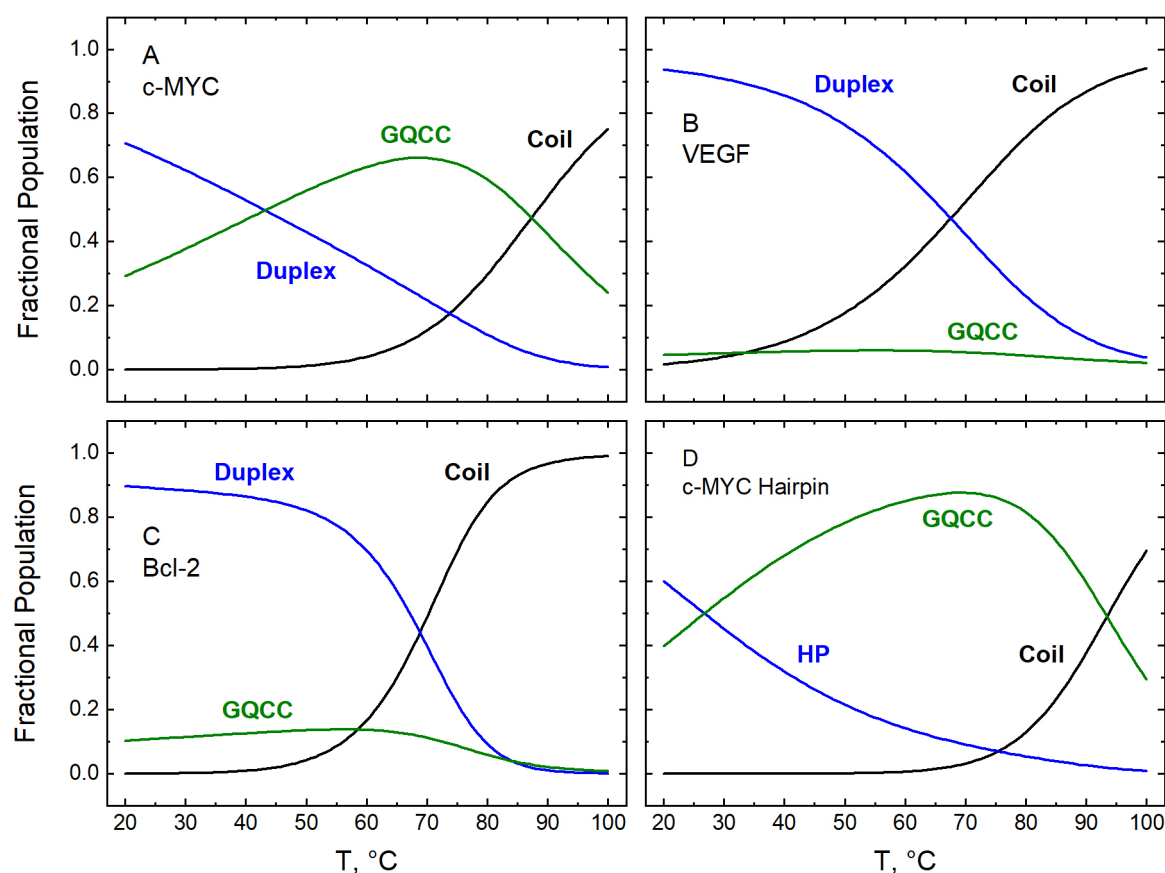 A
c-MYC
GQCC
Coil
Duplex
1.0
0.8
0.6
0.4
0.2
0.0
Fractional Population
B
VEGF
Duplex
Coil
GQCC
C
Bcl-2
Duplex
Coil
GQCC
1.0
0.8
0.6
0.4
0.2
0.0
Fractional Population
20 30 40 50 60 70 80 90 100
T, °C
D
c-MYC Hairpin
GQCC
HP
Coil
20 30 40 50 60 70 80 90 100
T, °C